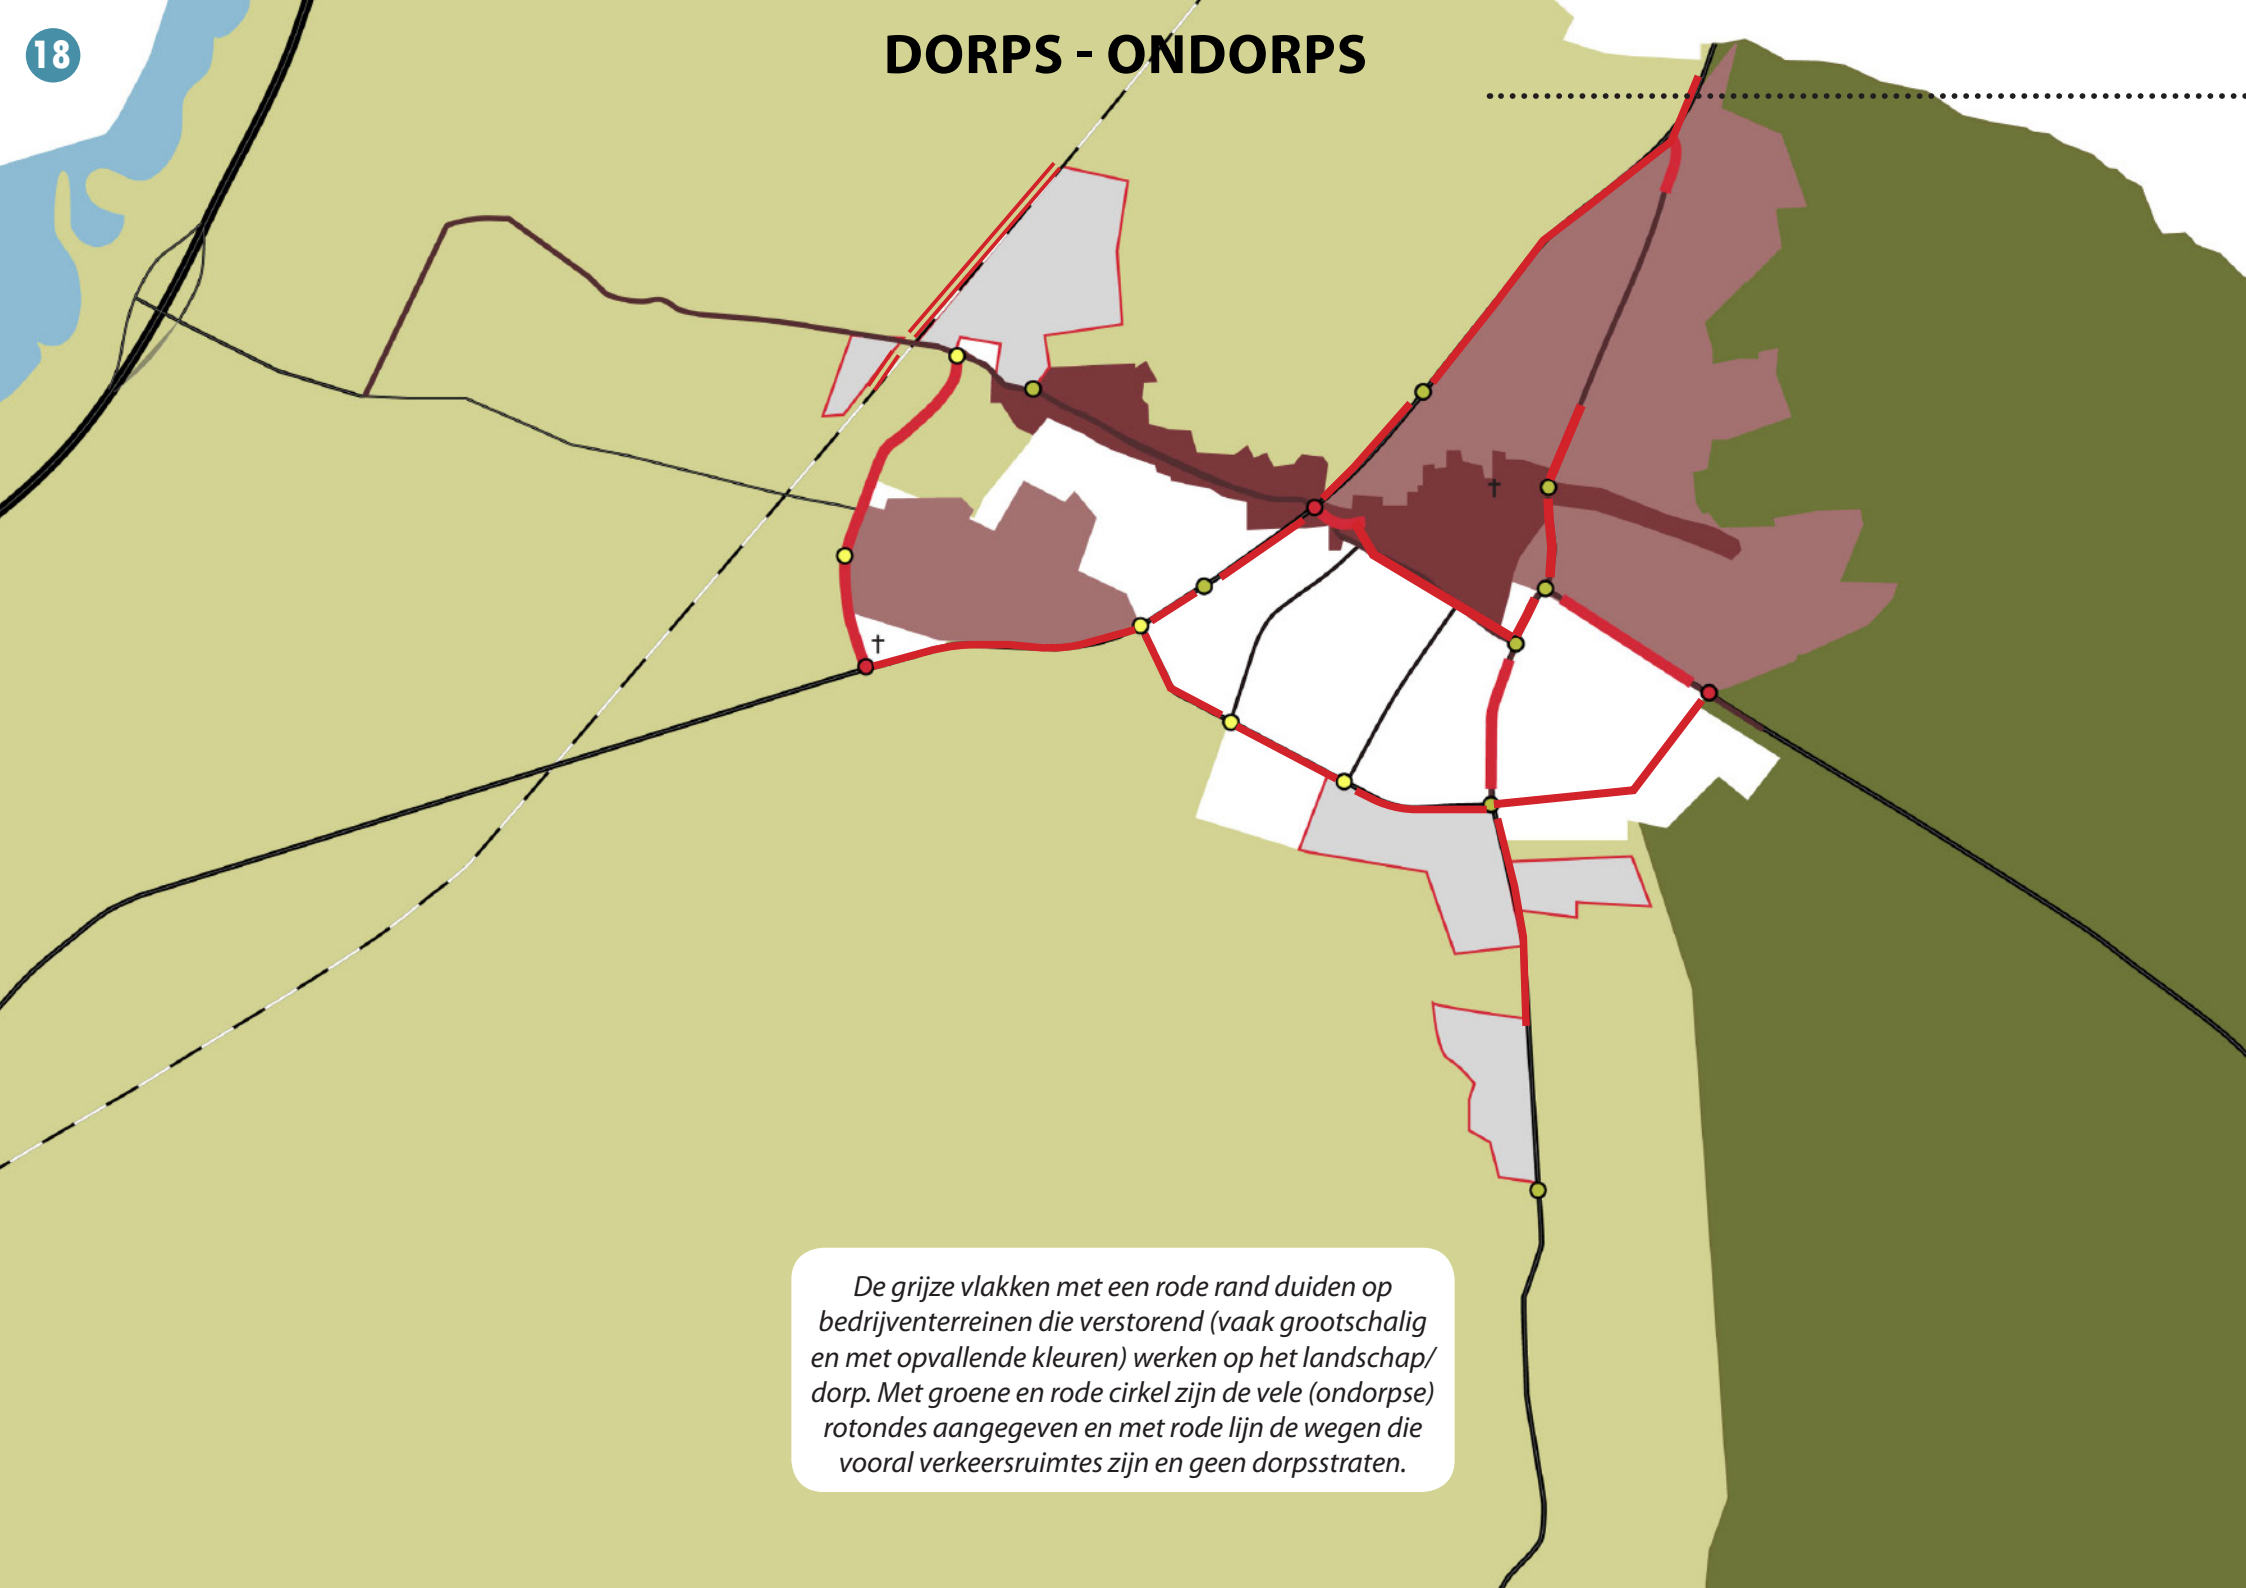 18
DORPS - ONDORPS
De grijze vlakken met een rode rand duiden op
bedrijventerreinen die verstorend (vaak grootschalig
en met opvallende kleuren) werken op het landschap/
dorp. Met groene en rode cirkel zijn de vele (ondorpse)
rotondes aangegeven en met rode lijn de wegen die
vooral verkeersruimtes zijn en geen dorpsstraten.